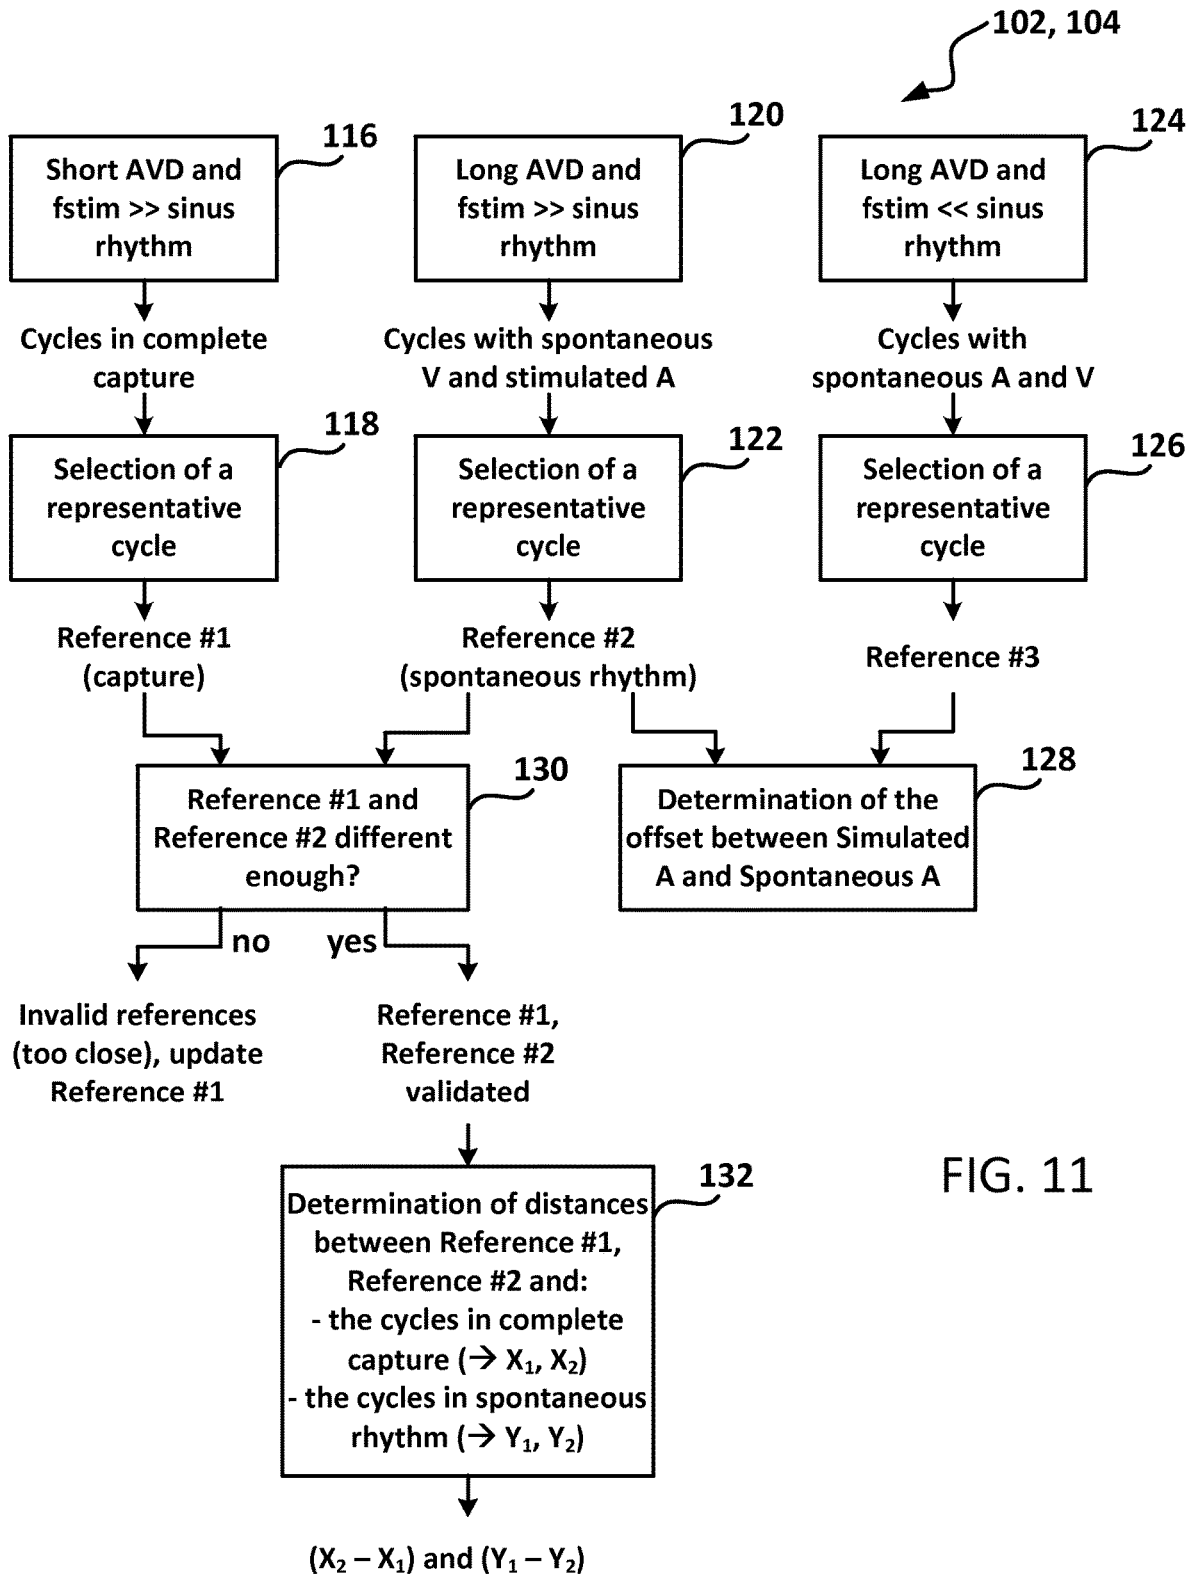 102, 104
116
Short AVD and
fstim >> sinus
rhythm
120
Long AVD and
fstim >> sinus
rhythm
124
Long AVD and
fstim << sinus
rhythm
Cycles in complete
capture
Cycles with spontaneous
V and stimulated A
Cycles with
spontaneous A and V
118
Selection of a
representative
cycle
122
Selection of a
representative
cycle
126
Selection of a
representative
cycle
Reference #1
(capture)
Reference #2
(spontaneous rhythm)
Reference #3
130
Reference #1 and
Reference #2 different
enough?
128
Determination of the
offset between Simulated
A and Spontaneous A
no
yes
Invalid references
(too close), update
Reference #1
Reference #1,
Reference #2
validated
132
Determination of distances
between Reference #1,
Reference #2 and:
- the cycles in complete
capture (→ X₁, X₂)
- the cycles in spontaneous
rhythm (→ Y₁, Y₂)
FIG. 11
(X₂ – X₁) and (Y₁ – Y₂)